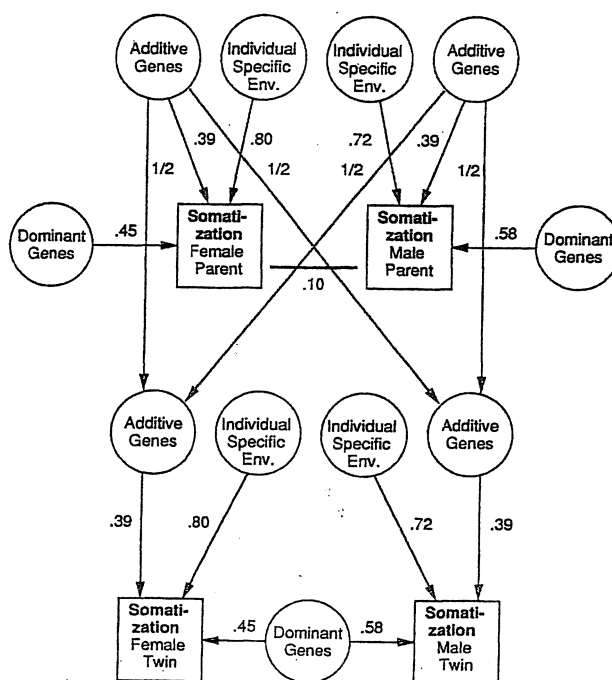 Additive
Genes
Individual
Specific
Env.
Individual
Specific
Env.
Additive
Genes
.39
.80
.72
.39
1/2
1/2
1/2
1/2
Dominant
Genes
.45
Somati-
zation
Female
Parent
Somati-
zation
Male
Parent
.58
Dominant
Genes
.10
Additive
Genes
Individual
Specific
Env.
Individual
Specific
Env.
Additive
Genes
.39
.80
.72
.39
Somati-
zation
Female
Twin
.45
Dominant
Genes
.58
Somati-
zation
Male
Twin